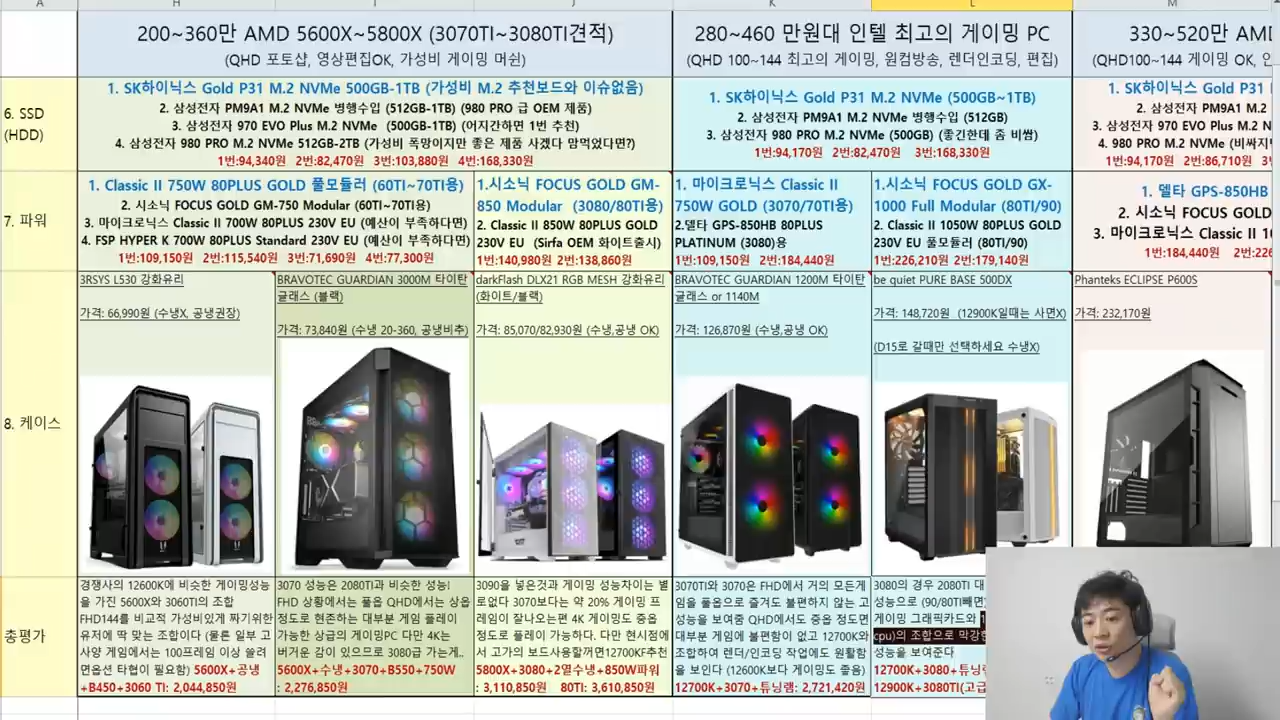 A
H
I
J
K
L
M
200~360만 AMD 5600X~5800X (3070TI~3080TI견적)
(QHD 포토샵, 영상편집OK, 가성비 게이밍 머쉰)
280~460 만원대 인텔 최고의 게이밍 PC
(QHD 100~144 최고의 게이밍, 원컴방송, 렌더인코딩, 편집)
330~520만 AMD
(QHD100~144 게이밍 OK, 인
6. SSD
(HDD)
1. SK하이닉스 Gold P31 M.2 NVMe 500GB-1TB (가성비 M.2 추천보드와 이슈없음)
2. 삼성전자 PM9A1 M.2 NVMe 병행수입 (512GB-1TB) (980 PRO 급 OEM 제품)
3. 삼성전자 970 EVO Plus M.2 NVMe (500GB-1TB) (어지간하면 1번 추천)
4. 삼성전자 980 PRO M.2 NVMe 512GB-2TB (가성비 폭망이지만 좋은 제품 사겠다 맘먹었다면?)
1번:94,340원 2번:82,470원 3번:103,880원 4번:168,330원
1. SK하이닉스 Gold P31 M.2 NVMe (500GB~1TB)
2. 삼성전자 PM9A1 M.2 NVMe 병행수입 (512GB)
3. 삼성전자 980 PRO M.2 NVMe (500GB) (좋긴한데 좀 비쌈)
1번:94,170원 2번:82,470원 3번:168,330원
1. SK하이닉스 Gold P31 M
2. 삼성전자 PM9A1 M.2
3. 삼성전자 970 EVO Plus M.2 N
4. 980 PRO M.2 NVMe (비싸지
1번:94,170원 2번:86,710원 3
7. 파워
1. Classic II 750W 80PLUS GOLD 풀모듈러 (60TI~70TI용)
2. 시소닉 FOCUS GOLD GM-750 Modular (60TI~70TI용)
3. 마이크로닉스 Classic II 700W 80PLUS 230V EU (예산이 부족하다면)
4. FSP HYPER K 700W 80PLUS Standard 230V EU (예산이 부족하다면)
1번:109,150원 2번:115,540원 3번:71,690원 4번:77,300원
1.시소닉 FOCUS GOLD GM-
850 Modular (3080/80TI용)
2. Classic II 850W 80PLUS GOLD
230V EU (Sirfa OEM 화이트출시)
1번:140,980원 2번:138,860원
1. 마이크로닉스 Classic II
750W GOLD (3070/70TI용)
2.델타 GPS-850HB 80PLUS
PLATINUM (3080)용
1번:109,150원 2번:184,440원
1.시소닉 FOCUS GOLD GX-
1000 Full Modular (80TI/90)
2. Classic II 1050W 80PLUS GOLD
230V EU 풀모듈러 (80TI/90)
1번:226,210원 2번:179,140원
1. 델타 GPS-850HB
2. 시소닉 FOCUS GOLD
3. 마이크로닉스 Classic II 1
1번:184,440원 2번:226
8. 케이스
3RSYS L530 강화유리
가격: 66,990원 (수냉X, 공냉권장)
BRAVOTEC GUARDIAN 3000M 타이탄
글래스 (블랙)
가격: 73,840원 (수냉 20-360, 공냉비추)
darkFlash DLX21 RGB MESH 강화유리
(화이트/블랙)
가격: 85,070/82,930원 (수냉,공냉 OK)
BRAVOTEC GUARDIAN 1200M 타이탄
글래스 or 1140M
가격: 126,870원 (수냉,공냉 OK)
be quiet PURE BASE 500DX
가격: 148,720원 (12900K일때는 사면X)
(D15로 갈때만 선택하세요 수냉X)
Phanteks ECLIPSE P600S
가격: 232,170원
총평가
경쟁사의 12600K에 비슷한 게이밍성능
을 가진 5600X와 3060TI의 조합
FHD144를 비교적 가성비있게 짜기위한
유저에 딱 맞는 조합이다 (물론 일부 고
사양 게임에서는 100프레임 이상 쓸려
면옵션 타협이 필요함) 5600X+공냉
+B450+3060 TI: 2,044,850원
3070 성능은 2080TI과 비슷한 성능!
FHD 상황에서는 풀옵 QHD에서는 상옵
정도로 현존하는 대부분 게임 플레이
가능한 상급의 게이밍PC 다만 4K는
버거운 감이 있으므로 3080급 가는게..
5600X+수냉+3070+B550+750W
: 2,276,850원
3090을 넣은것과 게이밍 성능차이는 별
로없다 3070보다는 약 20% 게이밍 프
레임이 잘나오는편 4K 게이밍도 중옵
정도로 플레이 가능하다. 다만 현시점에
서 고가의 보드사용할꺼면12700KF추천
5800X+3080+2열수냉+850W파워
: 3,110,850원 80TI: 3,610,850원
3070TI와 3070은 FHD에서 거의 모든게
임을 풀옵으로 즐겨도 불편하지 않는 고
성능을 보여중 QHD에서도 중옵 정도면
대부분 게임에 불편함이 없고 12700K와
조합하여 렌더/인코딩 작업에도 원활함
을 보인다 (12600K보다 게이밍도 좋음)
12700K+3070+튜닝램: 2,721,420원
3080의 경우 2080TI 대
성능으로 (90/80TI빼면
게이밍 그래픽카드와 1
cpu)의 조합으로 막강한
성능을 보여준다
12700K+3080+튜닝
12900K+3080TI(고급